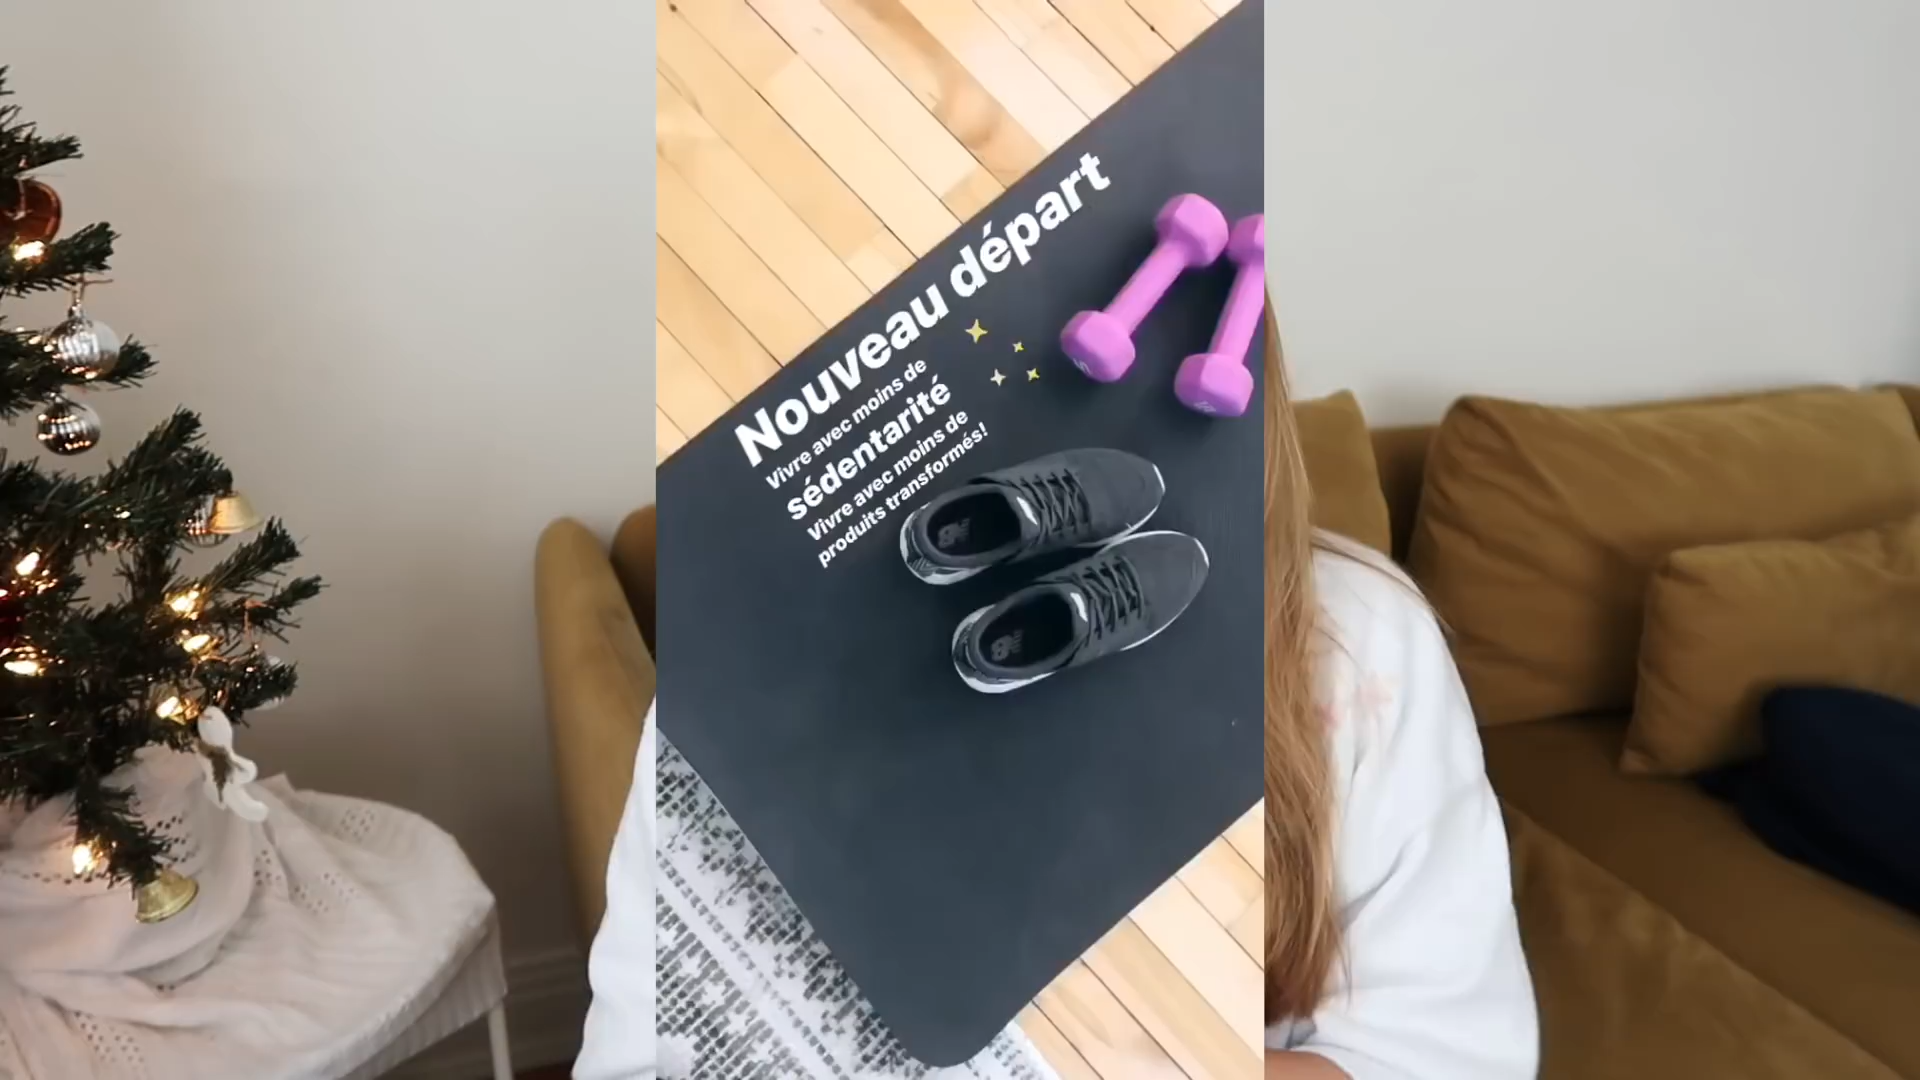 Nouveau départ
Vivre avec moins de
sédentarité
Vivre avec moins de
produits transformés!